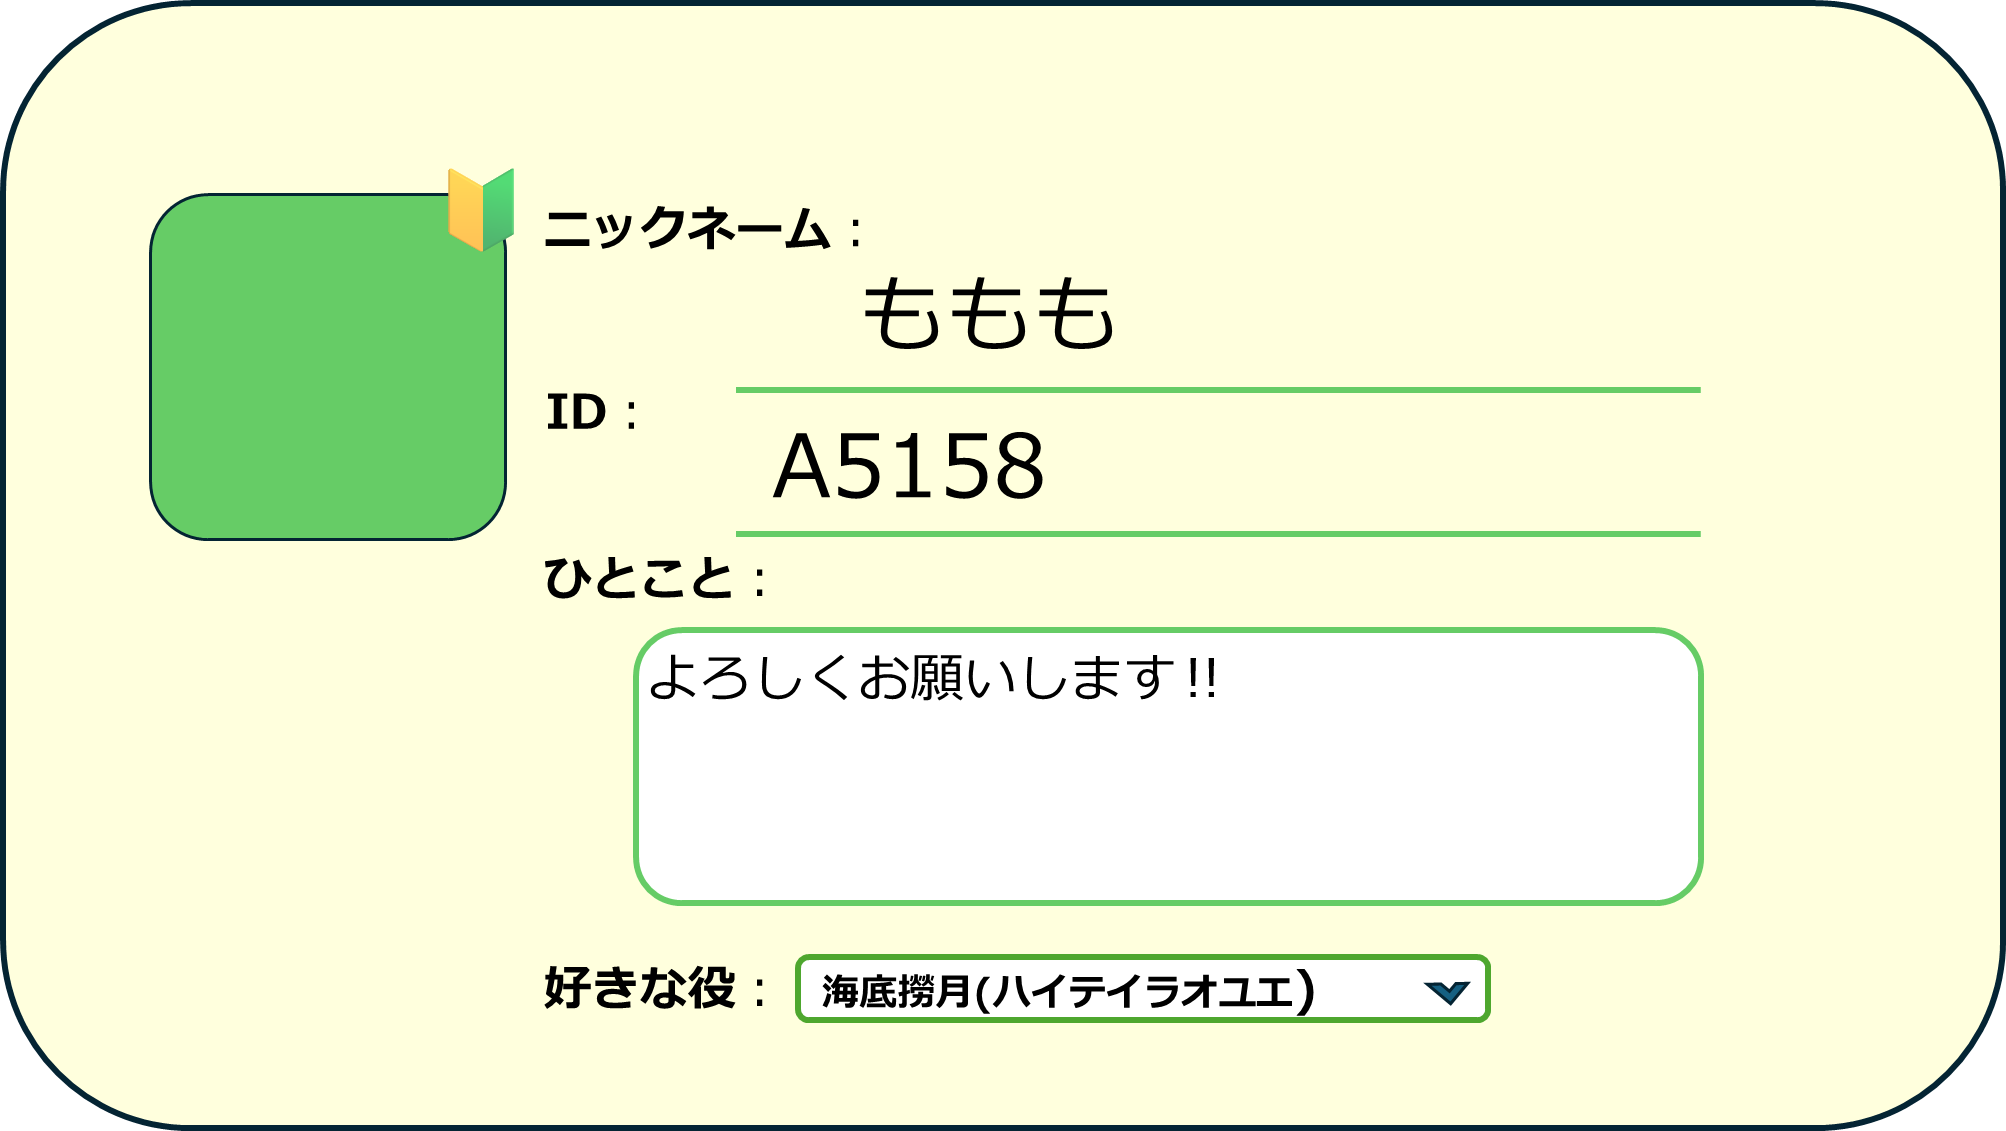 ニックネーム：
ももも
ID：
A5158
ひとこと：
よろしくお願いします!!
好きな役：
海底撈月(ハイテイラオユエ)